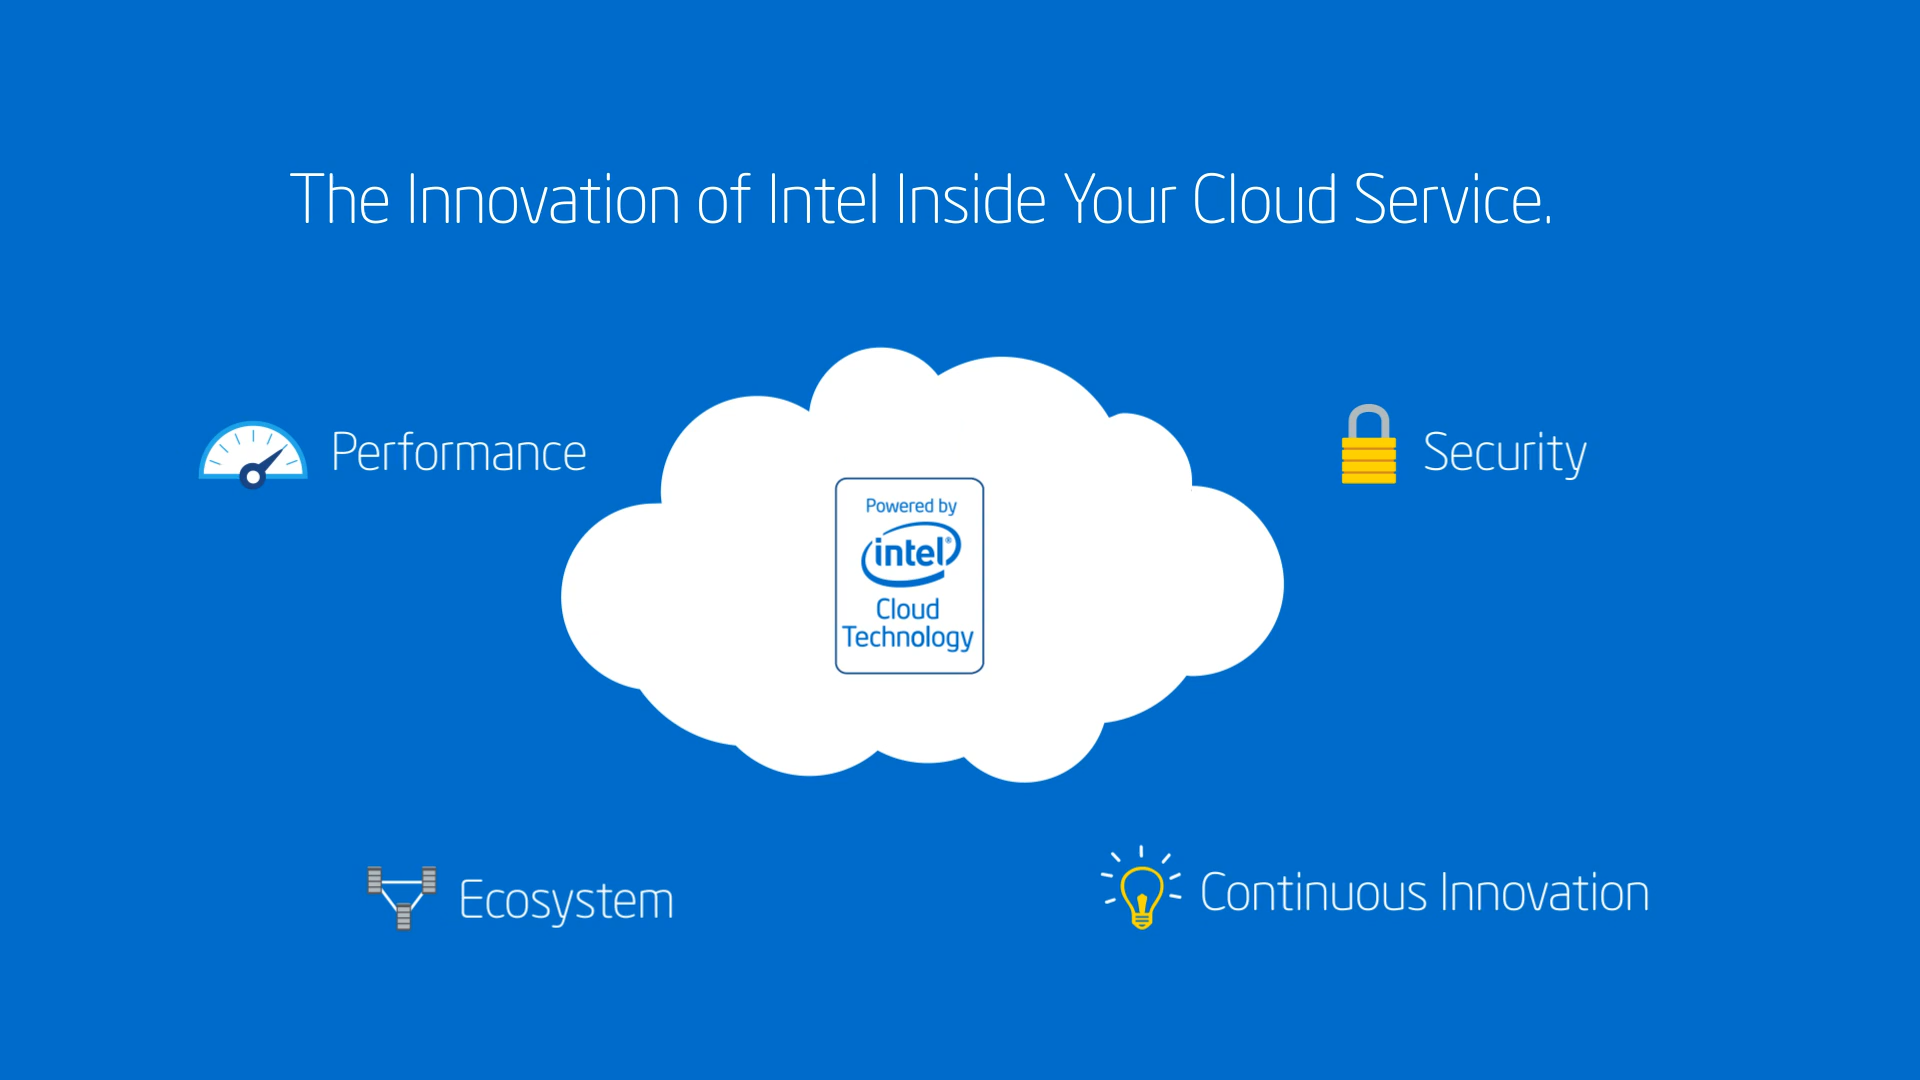 The Innovation of Intel Inside Your Cloud Service.
Performance
Security
Powered by
intel®
Cloud
Technology
Ecosystem
Continuous Innovation